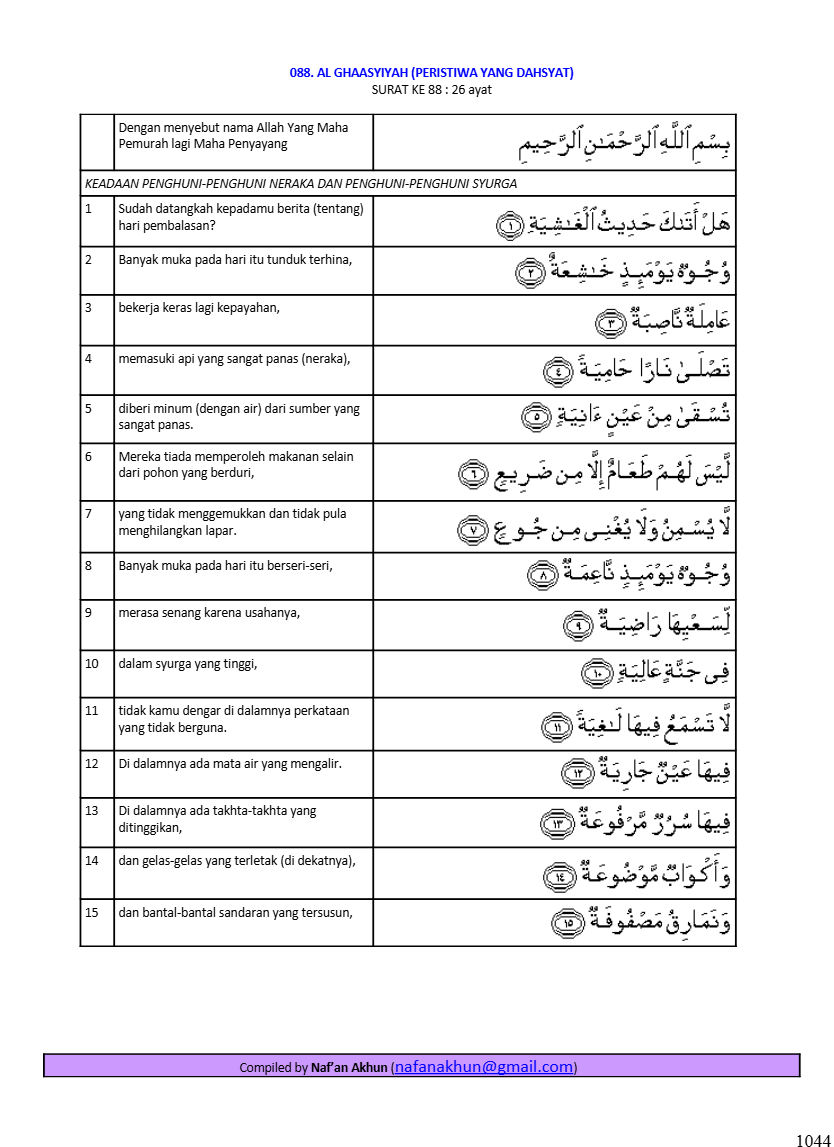 088. AL GHAASYIYAH (PERISTIWA YANG DAHSYAT)
SURAT KE 88 : 26 ayat
Dengan menyebut nama Allah Yang Maha
Pemurah lagi Maha Penyayang
بِسْمِ ٱللَّهِ ٱلرَّحْمَـٰنِ ٱلرَّحِيمِ
KEADAAN PENGHUNI-PENGHUNI NERAKA DAN PENGHUNI-PENGHUNI SYURGA
1
Sudah datangkah kepadamu berita (tentang)
hari pembalasan?
هَلْ أَتَىٰكَ حَدِيثُ ٱلْغَـٰشِيَةِ ١
2
Banyak muka pada hari itu tunduk terhina,
وُجُوهٌ يَوْمَئِذٍ خَـٰشِعَةٌ ٢
3
bekerja keras lagi kepayahan,
عَامِلَةٌ نَّاصِبَةٌ ٣
4
memasuki api yang sangat panas (neraka),
تَصْلَىٰ نَارًا حَامِيَةً ٤
5
diberi minum (dengan air) dari sumber yang
sangat panas.
تُسْقَىٰ مِنْ عَيْنٍ ءَانِيَةٍ ٥
6
Mereka tiada memperoleh makanan selain
dari pohon yang berduri,
لَّيْسَ لَهُمْ طَعَامٌ إِلَّا مِن ضَرِيعٍ ٦
7
yang tidak menggemukkan dan tidak pula
menghilangkan lapar.
لَّا يُسْمِنُ وَلَا يُغْنِى مِن جُوعٍ ٧
8
Banyak muka pada hari itu berseri-seri,
وُجُوهٌ يَوْمَئِذٍ نَّاعِمَةٌ ٨
9
merasa senang karena usahanya,
لِّسَعْيِهَا رَاضِيَةٌ ٩
10
dalam syurga yang tinggi,
فِى جَنَّةٍ عَالِيَةٍ ١٠
11
tidak kamu dengar di dalamnya perkataan
yang tidak berguna.
لَّا تَسْمَعُ فِيهَا لَـٰغِيَةً ١١
12
Di dalamnya ada mata air yang mengalir.
فِيهَا عَيْنٌ جَارِيَةٌ ١٢
13
Di dalamnya ada takhta-takhta yang
ditinggikan,
فِيهَا سُرُرٌ مَّرْفُوعَةٌ ١٣
14
dan gelas-gelas yang terletak (di dekatnya),
وَأَكْوَابٌ مَّوْضُوعَةٌ ١٤
15
dan bantal-bantal sandaran yang tersusun,
وَنَمَارِقُ مَصْفُوفَةٌ ١٥
Compiled by Naf’an Akhun (nafanakhun@gmail.com)
1044